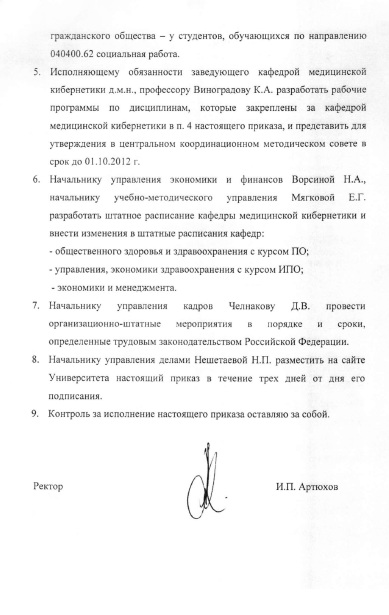 гражданского общества – у студентов, обучающихся по направлению
040400.62 социальная работа.
5. Исполняющему обязанности заведующего кафедрой медицинской
кибернетики д.м.н., профессору Виноградову К.А. разработать рабочие
программы по дисциплинам, которые закреплены за кафедрой
медицинской кибернетики в п. 4 настоящего приказа, и представить для
утверждения в центральном координационном методическом совете в
срок до 01.10.2012 г.
6. Начальнику управления экономики и финансов Ворсиной Н.А.,
начальнику учебно-методического управления Мягковой Е.Г.
разработать штатное расписание кафедры медицинской кибернетики и
внести изменения в штатные расписания кафедр:
- общественного здоровья и здравоохранения с курсом ПО;
- управления, экономики здравоохранения с курсом ИПО;
- экономики и менеджмента.
7. Начальнику управления кадров Челнакову Д.В. провести
организационно-штатные мероприятия в порядке и сроки,
определенные трудовым законодательством Российской Федерации.
8. Начальнику управления делами Нешетаевой Н.П. разместить на сайте
Университета настоящий приказ в течение трех дней от дня его
подписания.
9. Контроль за исполнение настоящего приказа оставляю за собой.
Ректор И.П. Артюхов